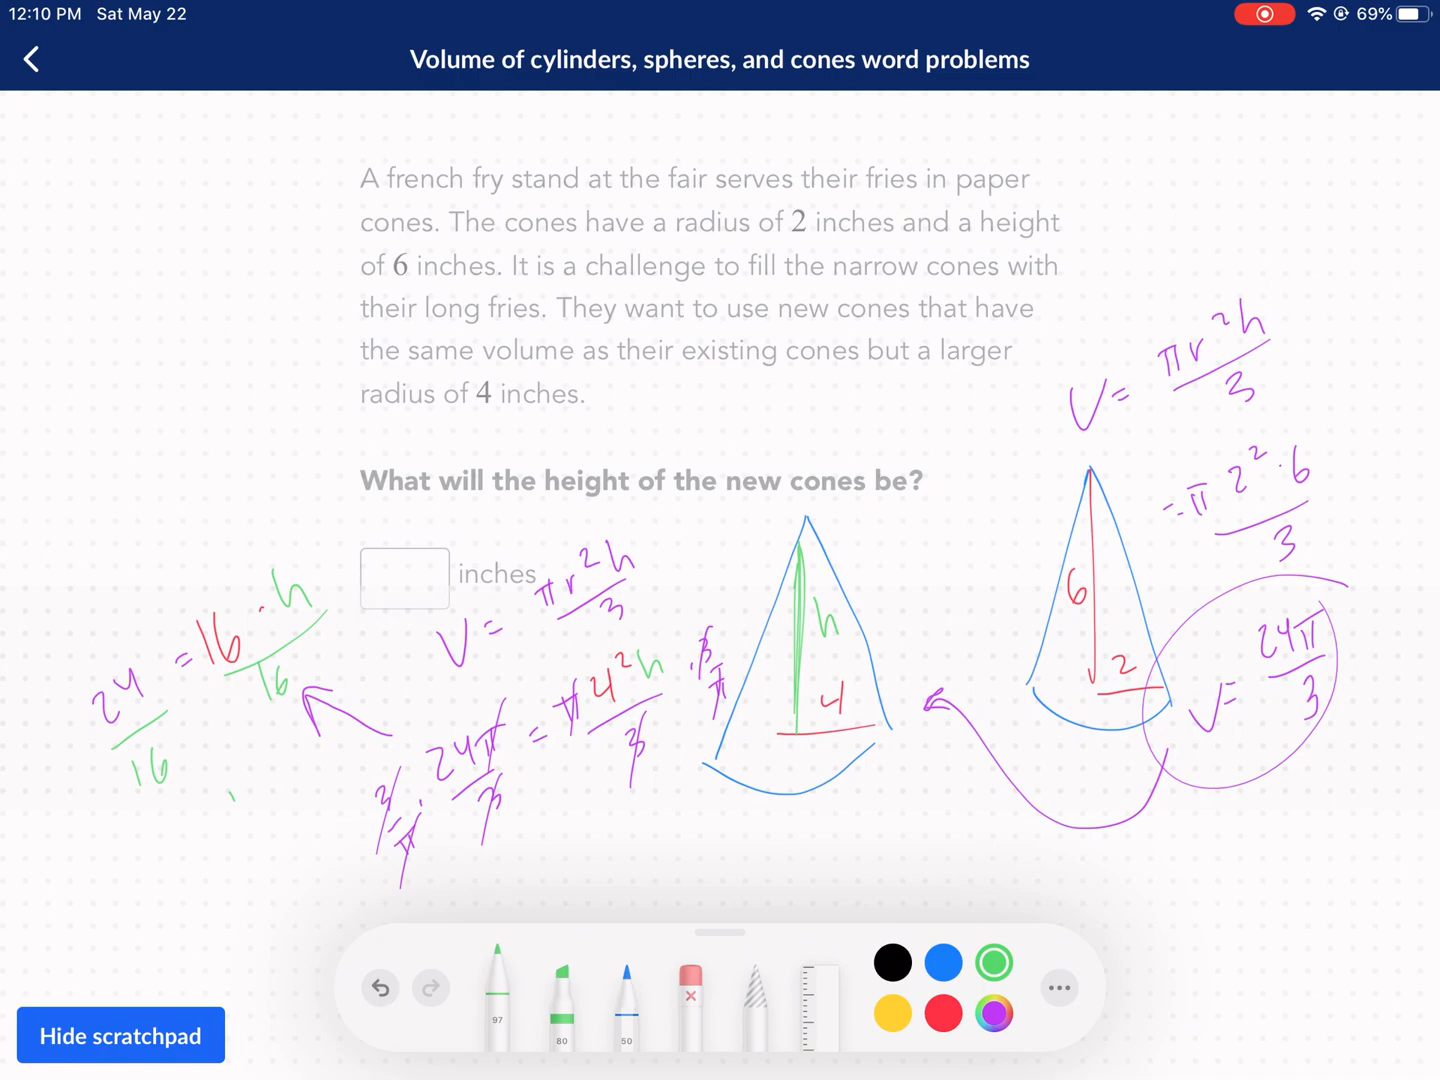 12:10 PM Sat May 22
69%
Volume of cylinders, spheres, and cones word problems
A french fry stand at the fair serves their fries in paper
cones. The cones have a radius of 2 inches and a height
of 6 inches. It is a challenge to fill the narrow cones with
their long fries. They want to use new cones that have
the same volume as their existing cones but a larger
radius of 4 inches.
What will the height of the new cones be?
inches
V = πr²h/3
= π 2²·6/3
V = 24π/3
6
2
h
4
V = πr²h/3
3/π · 24π/3 = π4²h/3 · 3/π
24/16 = 16·h/16
97
80
50
Hide scratchpad